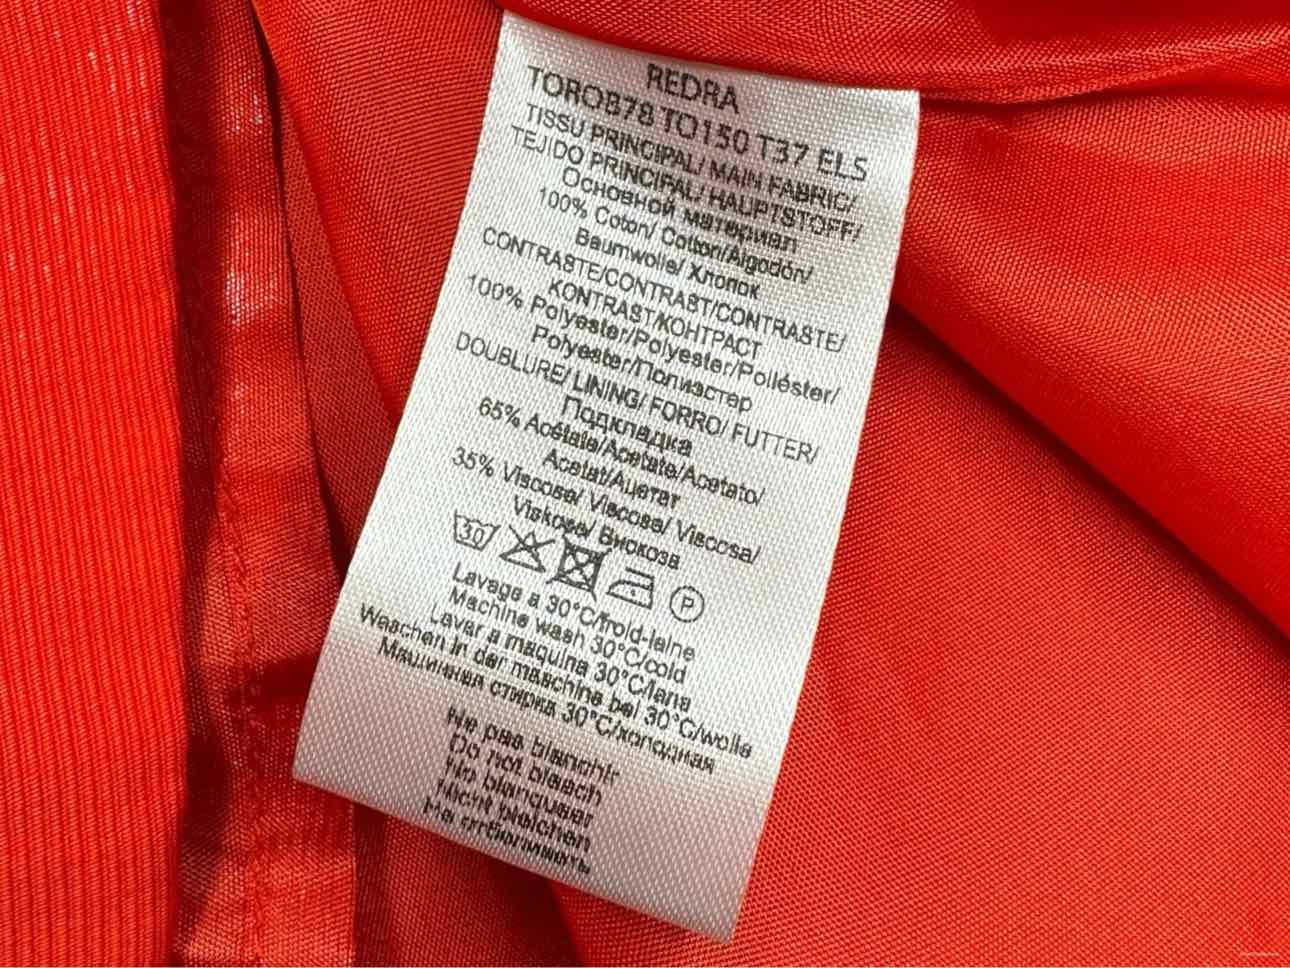 REDRA
TOROB78 TO150 T37 ELS
TISSU PRINCIPAL/ MAIN FABRIC/
TEJIDO PRINCIPAL/ HAUPTSTOFF/
Основной материал
100% Coton/ Cotton/Algodón/
Baumwolle/ Хлопок
CONTRASTE/CONTRAST/CONTRASTE/
KONTRAST/КОНТРАСТ
100% Polyester/Polyester/Poliéster/
Polyester/Полиэстер
DOUBLURE/ LINING/ FORRO/ FUTTER/
Подкладка
65% Acétate/Acetate/Acetato/
Acetat/Ацетат
35% Viscose/ Viscose/ Viscosa/
Viskose/ Вискоза
30
P
Lavage a 30°C/froid-laine
Machine wash 30°C/cold
Lavar a maquina 30°C/lana
Waschen in der maschine bei 30°C/wolle
Машинная стирка 30°C/холодная
Ne pas blanchir
Do not bleach
No blanquear
Nicht bleichen
Не отбеливать